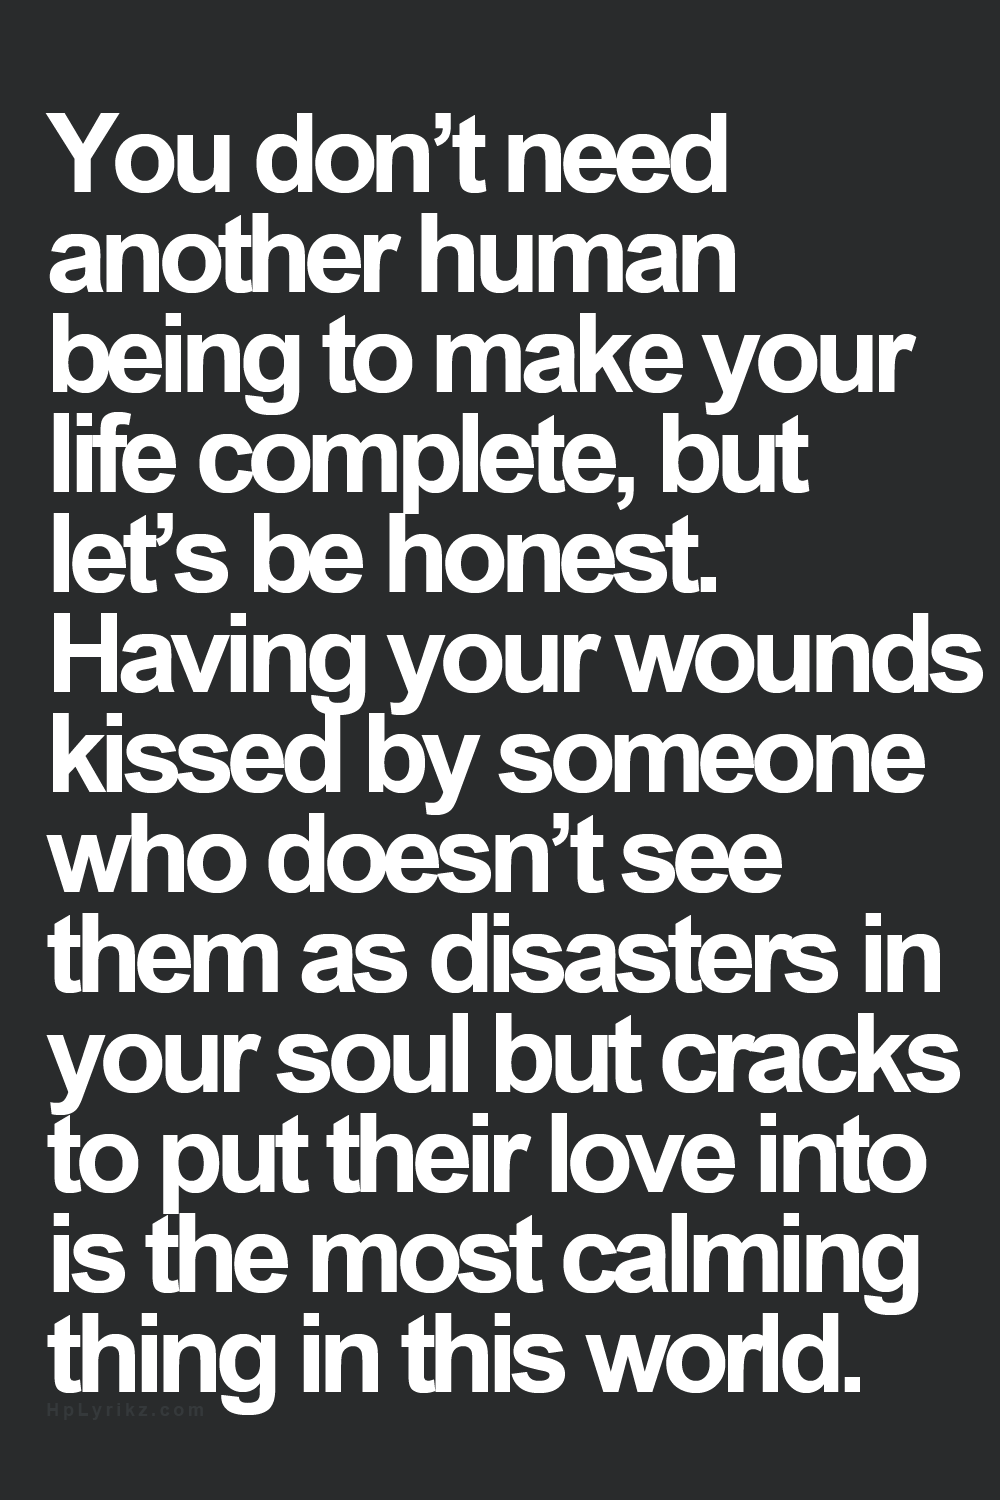 You don’t need
another human
being to make your
life complete, but
let’s be honest.
Having your wounds
kissed by someone
who doesn’t see
them as disasters in
your soul but cracks
to put their love into
is the most calming
thing in this world.
HpLyrikz.com